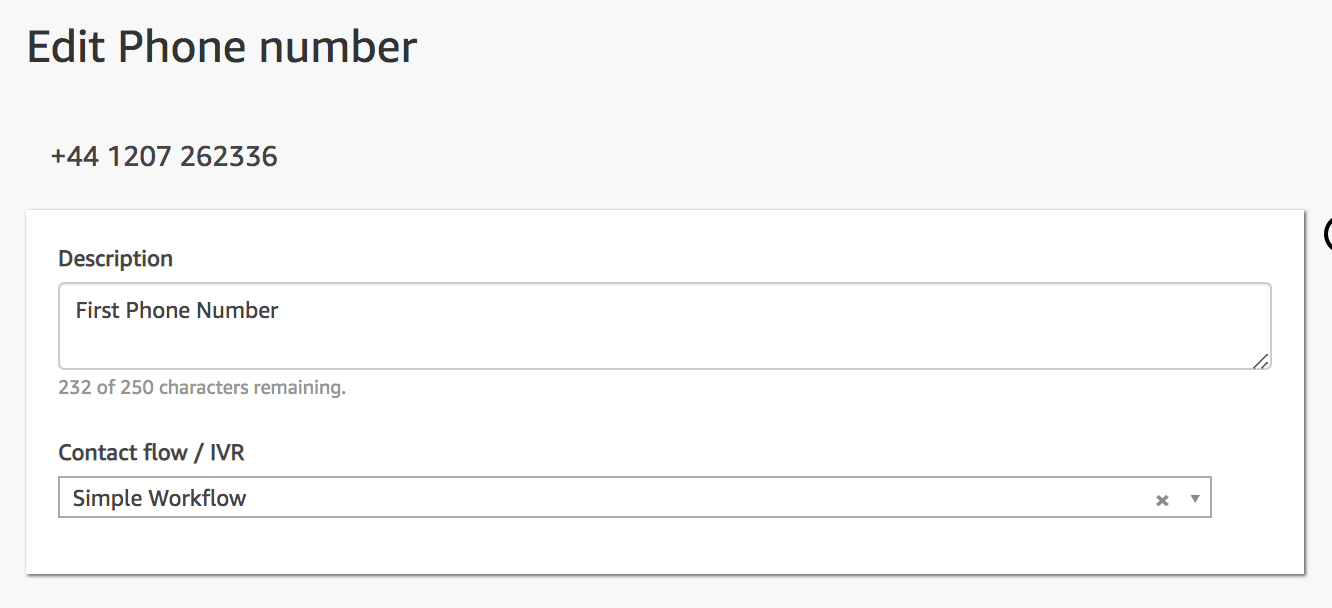 Edit Phone number
+44 1207 262336
Description
First Phone Number
232 of 250 characters remaining.
Contact flow / IVR
Simple Workflow